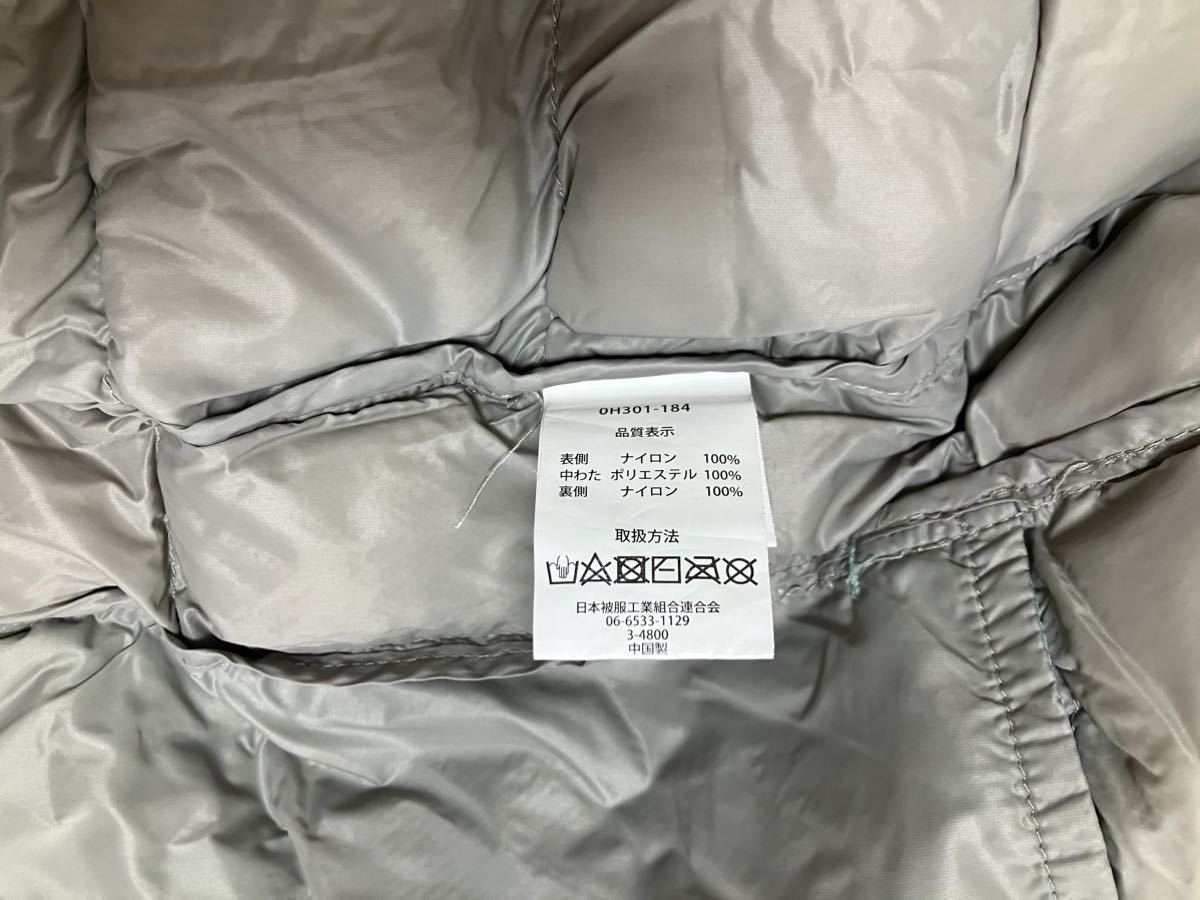 0H301-184
品質表示
表側 ナイロン 100%
中わた ポリエステル 100%
裏側 ナイロン 100%
取扱方法
日本被服工業組合連合会
06-6533-1129
3-4800
中国製